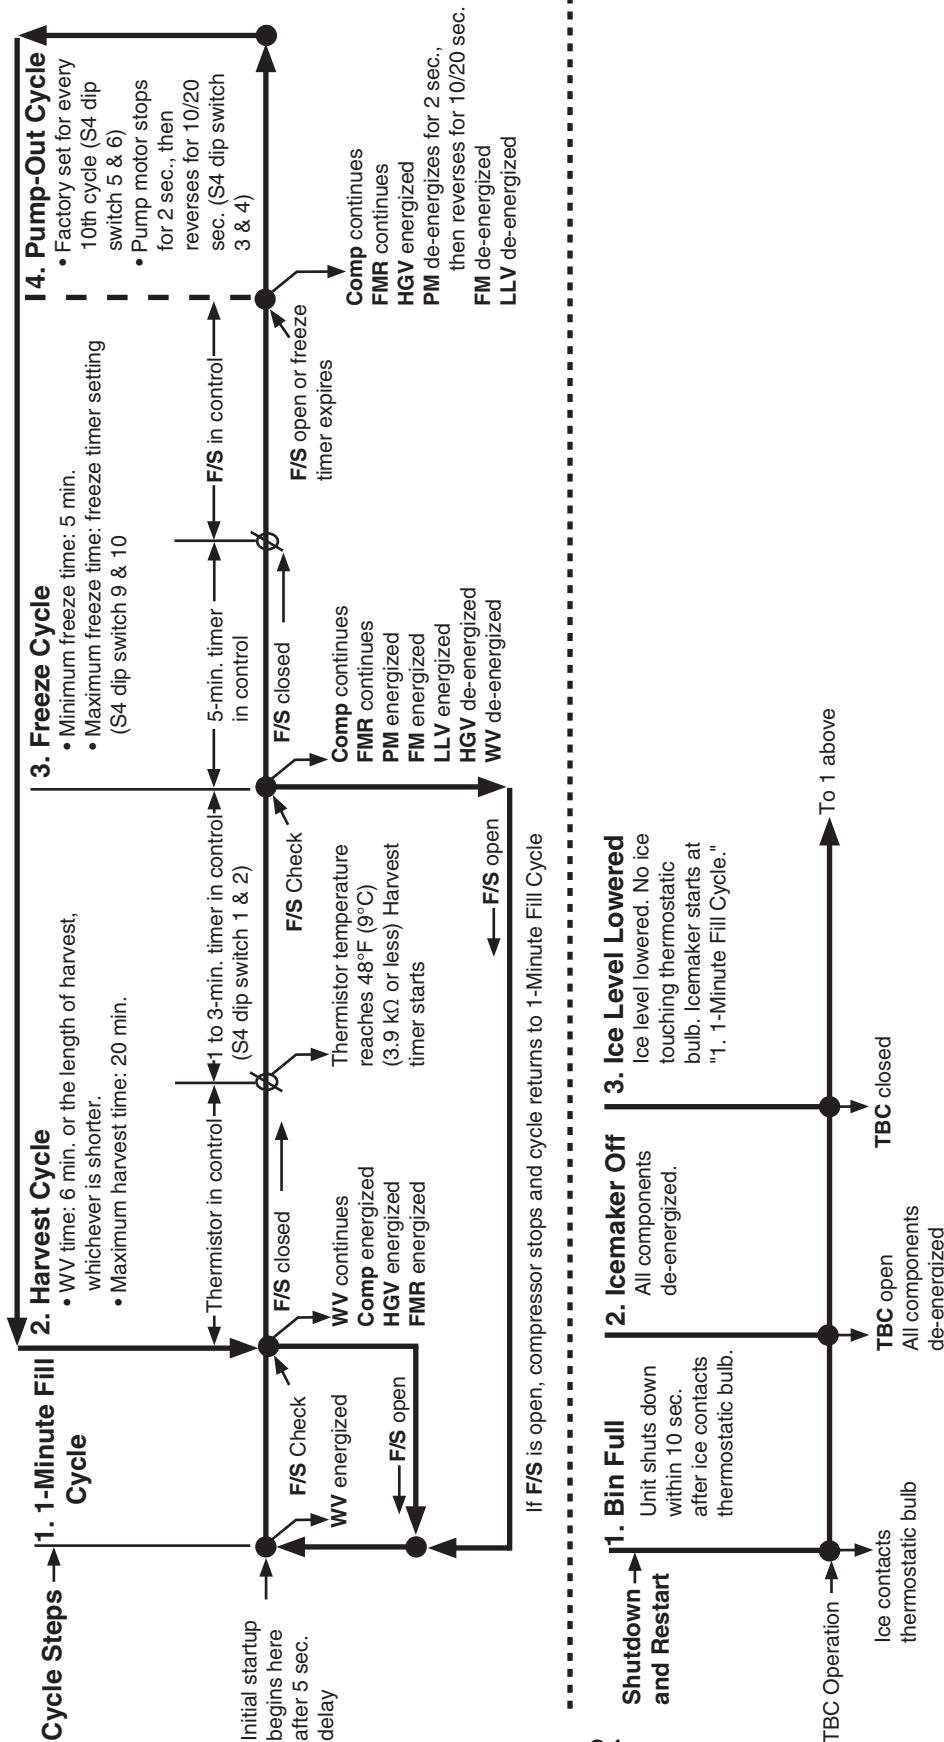 Cycle Steps
1. 1-Minute Fill
Cycle
2. Harvest Cycle
• WV time: 6 min. or the length of harvest,
whichever is shorter.
• Maximum harvest time: 20 min.
3. Freeze Cycle
• Minimum freeze time: 5 min.
• Maximum freeze time: freeze timer setting
(S4 dip switch 9 & 10
4. Pump-Out Cycle
• Factory set for every
10th cycle (S4 dip
switch 5 & 6)
• Pump motor stops
for 2 sec., then
reverses for 10/20
sec. (S4 dip switch
3 & 4)
Thermistor in control
1 to 3-min. timer in control
(S4 dip switch 1 & 2)
5-min. timer
in control
F/S in control
Initial startup
begins here
after 5 sec.
delay
F/S Check
WV energized
F/S open
F/S closed
WV continues
Comp energized
HGV energized
FMR energized
Thermistor temperature
reaches 48°F (9°C)
(3.9 kΩ or less) Harvest
timer starts
F/S Check
F/S closed
Comp continues
FMR continues
PM energized
FM energized
LLV energized
HGV de-energized
WV de-energized
F/S open
F/S open or freeze
timer expires
Comp continues
FMR continues
HGV energized
PM de-energizes for 2 sec.,
then reverses for 10/20 sec.
FM de-energized
LLV de-energized
If F/S is open, compressor stops and cycle returns to 1-Minute Fill Cycle
Shutdown
and Restart
1. Bin Full
Unit shuts down
within 10 sec.
after ice contacts
thermostatic bulb.
2. Icemaker Off
All components
de-energized.
3. Ice Level Lowered
Ice level lowered. No ice
touching thermostatic
bulb. Icemaker starts at
"1. 1-Minute Fill Cycle."
TBC Operation
To 1 above
Ice contacts
thermostatic bulb
TBC open
All components
de-energized
TBC closed